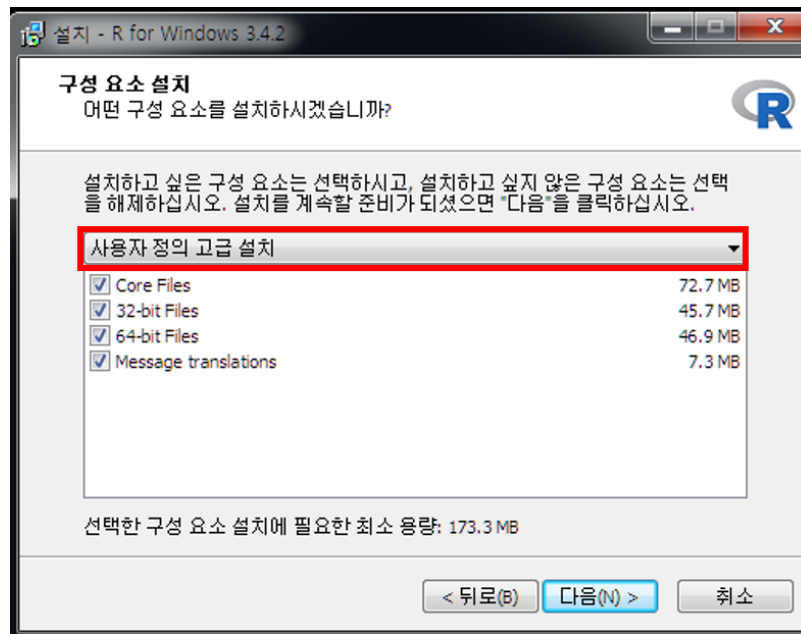 설치 - R for Windows 3.4.2
구성 요소 설치
어떤 구성 요소를 설치하시겠습니까?
R
설치하고 싶은 구성 요소는 선택하시고, 설치하고 싶지 않은 구성 요소는 선택
을 해제하십시오. 설치를 계속할 준비가 되셨으면 "다음"을 클릭하십시오.
사용자 정의 고급 설치
Core Files 72.7 MB
32-bit Files 45.7 MB
64-bit Files 46.9 MB
Message translations 7.3 MB
선택한 구성 요소 설치에 필요한 최소 용량: 173.3 MB
< 뒤로(B) 다음(N) > 취소